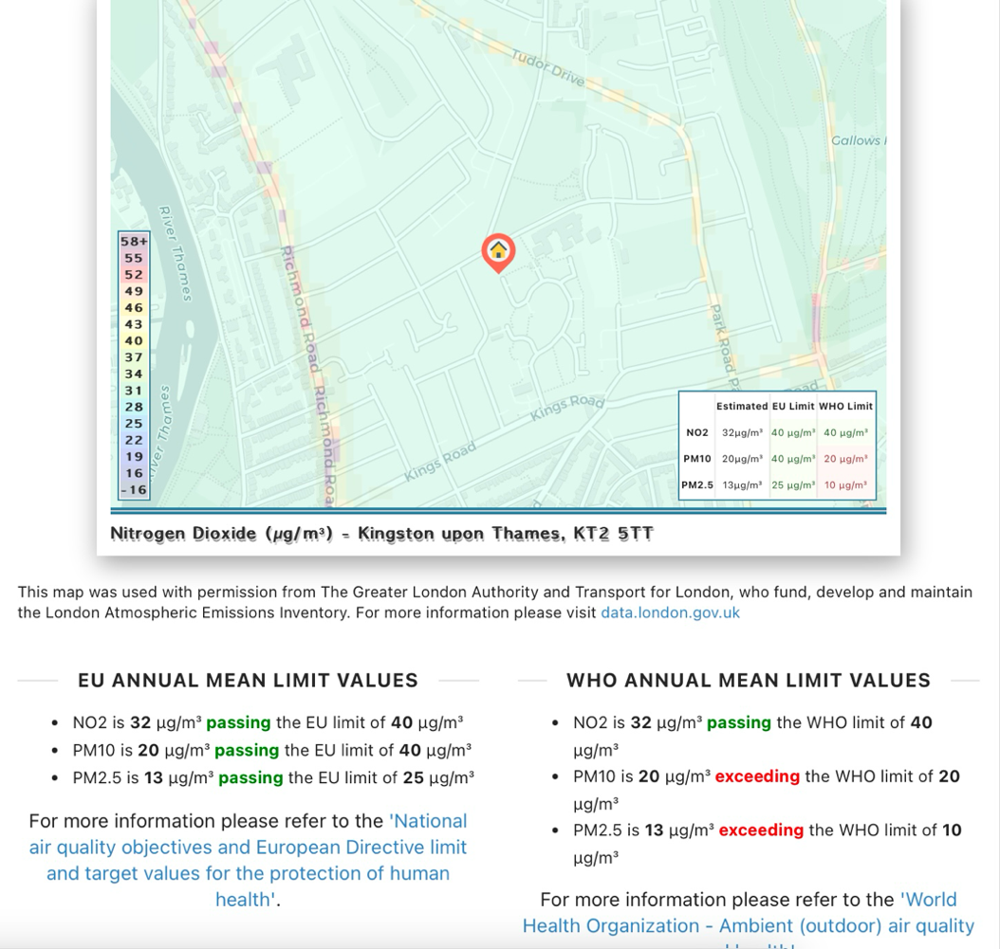 Tudor Drive
Gallows
River Thames
58+
55
52
49
46
43
40
37
34
31
28
25
22
19
16
-16
Richmond Road
Richmond Roa
River Thames
Park Road
Pa
Road
Kings Road
Kings Road
Estimated EU Limit WHO Limit
NO2 32µg/m³ 40 µg/m³ 40 µg/m³
PM10 20µg/m³ 40 µg/m³ 20 µg/m³
PM2.5 13µg/m³ 25 µg/m³ 10 µg/m³
Nitrogen Dioxide (µg/m³) - Kingston upon Thames, KT2 5TT
This map was used with permission from The Greater London Authority and Transport for London, who fund, develop and maintain
the London Atmospheric Emissions Inventory. For more information please visit data.london.gov.uk
EU ANNUAL MEAN LIMIT VALUES
• NO2 is 32 µg/m³ passing the EU limit of 40 µg/m³
• PM10 is 20 µg/m³ passing the EU limit of 40 µg/m³
• PM2.5 is 13 µg/m³ passing the EU limit of 25 µg/m³
For more information please refer to the 'National
air quality objectives and European Directive limit
and target values for the protection of human
health'.
WHO ANNUAL MEAN LIMIT VALUES
• NO2 is 32 µg/m³ passing the WHO limit of 40
µg/m³
• PM10 is 20 µg/m³ exceeding the WHO limit of 20
µg/m³
• PM2.5 is 13 µg/m³ exceeding the WHO limit of 10
µg/m³
For more information please refer to the 'World
Health Organization - Ambient (outdoor) air quality